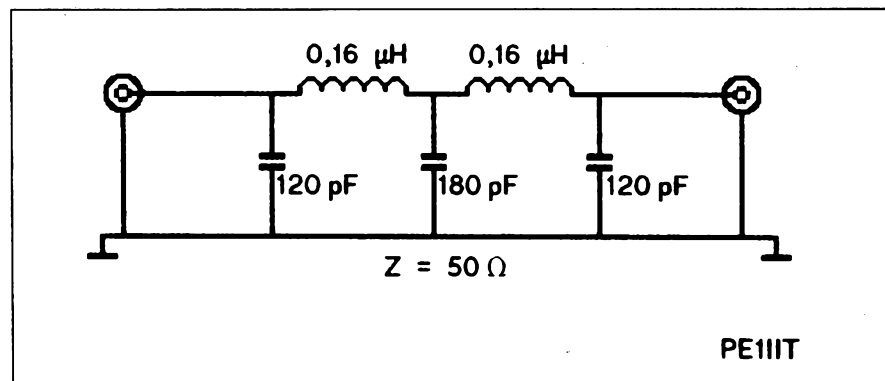 0,16 µH 0,16 µH
120 pF 180 pF 120 pF
Z = 50 Ω
PE1IIT